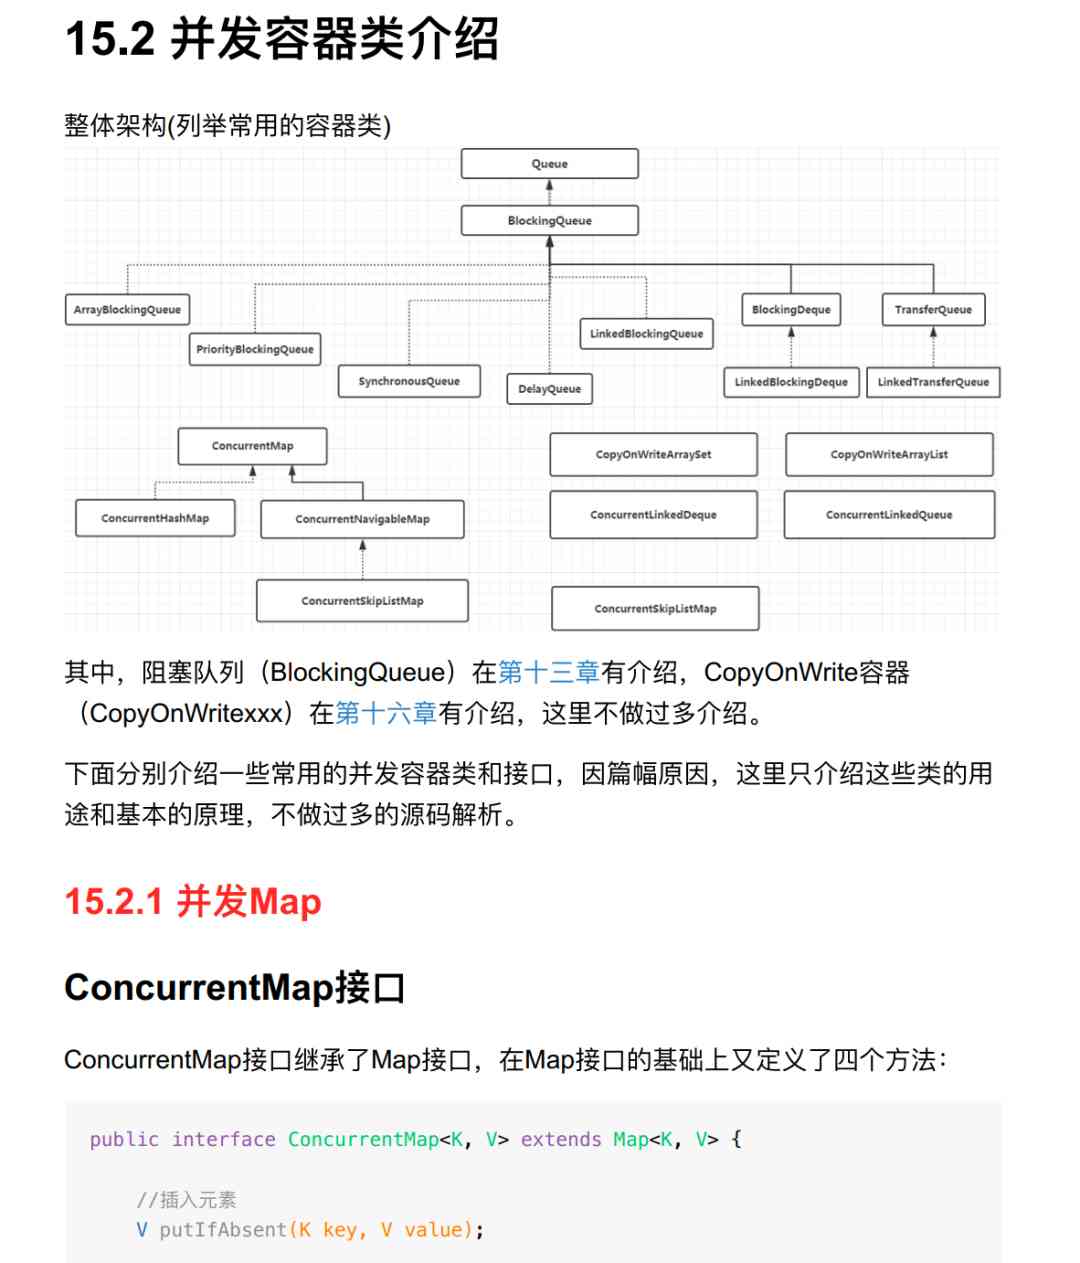 15.2 并发容器类介绍
整体架构(列举常用的容器类)
Queue
BlockingQueue
ArrayBlockingQueue
PriorityBlockingQueue
SynchronousQueue
DelayQueue
LinkedBlockingQueue
BlockingDeque
TransferQueue
LinkedBlockingDeque
LinkedTransferQueue
ConcurrentMap
ConcurrentHashMap
ConcurrentNavigableMap
ConcurrentSkipListMap
CopyOnWriteArraySet
CopyOnWriteArrayList
ConcurrentLinkedDeque
ConcurrentLinkedQueue
ConcurrentSkipListMap
其中，阻塞队列（BlockingQueue）在第十三章有介绍，CopyOnWrite容器
（CopyOnWritexxx）在第十六章有介绍，这里不做过多介绍。
下面分别介绍一些常用的并发容器类和接口，因篇幅原因，这里只介绍这些类的用
途和基本的原理，不做过多的源码解析。
15.2.1 并发Map
ConcurrentMap接口
ConcurrentMap接口继承了Map接口，在Map接口的基础上又定义了四个方法：
public interface ConcurrentMap<K, V> extends Map<K, V> {
//插入元素
V putIfAbsent(K key, V value);